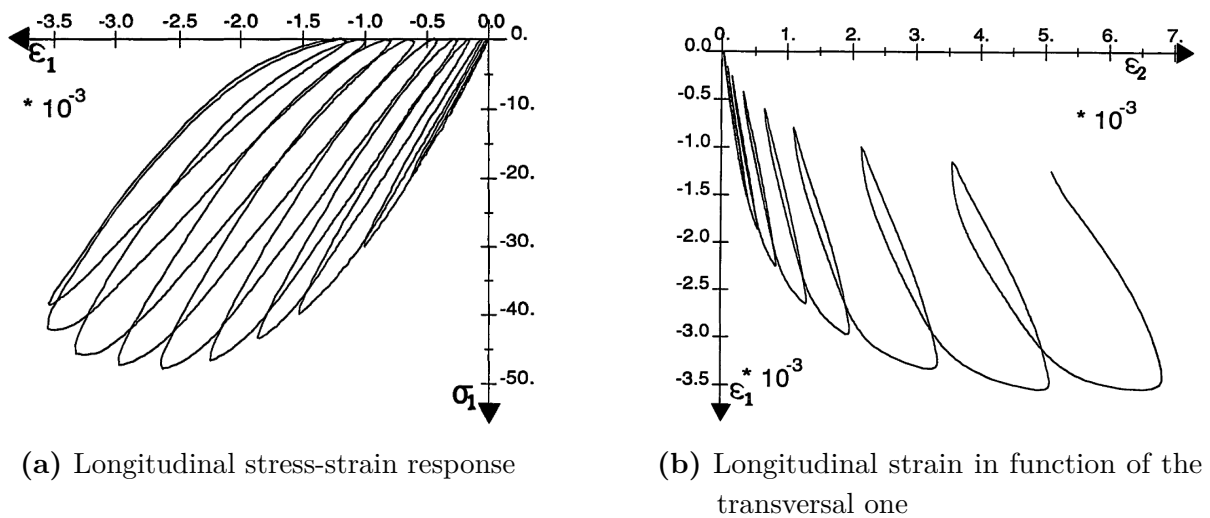 -3.5 -3.0 -2.5 -2.0 -1.5 -1.0 -0.5 0.0
0.
ε₁
* 10⁻³
-10.
-20.
-30.
-40.
-50.
σ₁
0. 1. 2. 3. 4. 5. 6. 7.
0.0
ε₂
* 10⁻³
-0.5
-1.0
-1.5
-2.0
-2.5
-3.0
-3.5
* 10⁻³
ε₁
(a) Longitudinal stress-strain response
(b) Longitudinal strain in function of the
transversal one